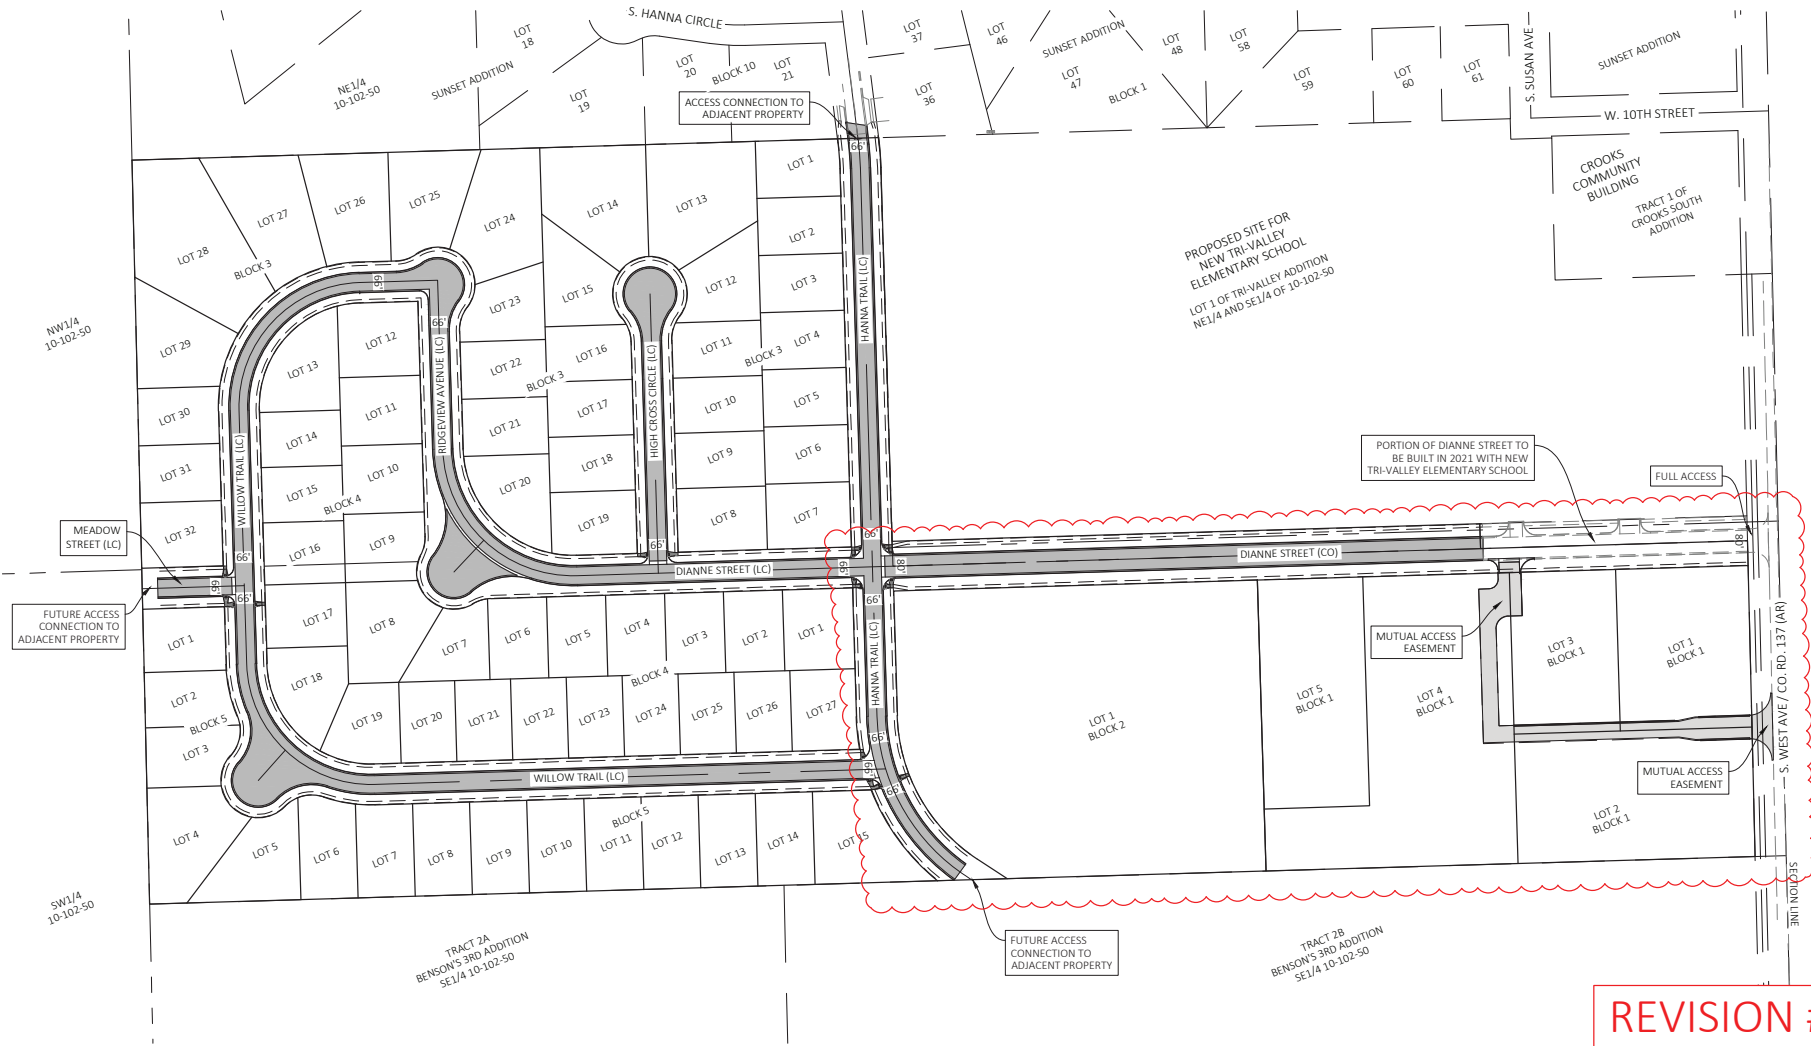 S. HANNA CIRCLE
LOT
18
LOT
37
LOT
46
SUNSET ADDITION
LOT
48
LOT
58
S. SUSAN AVE
SUNSET ADDITION
NE1/4
10-102-50
SUNSET ADDITION
LOT
20
BLOCK 10
LOT
21
LOT
19
LOT
36
LOT
47
BLOCK 1
LOT
59
LOT
60
LOT
61
W. 10TH STREET
ACCESS CONNECTION TO
ADJACENT PROPERTY
66'
CROOKS
COMMUNITY
BUILDING
TRACT 1 OF
CROOKS SOUTH
ADDITION
PROPOSED SITE FOR
NEW TRI-VALLEY
ELEMENTARY SCHOOL
LOT 1 OF TRI-VALLEY ADDITION
NE1/4 AND SE1/4 OF 10-102-50
LOT 28
LOT 27
LOT 26
LOT 25
LOT 24
LOT 14
LOT 13
LOT 1
LOT 2
BLOCK 3
66'
LOT 23
LOT 15
LOT 12
LOT 3
HANNA TRAIL (LC)
NW1/4
10-102-50
LOT 29
LOT 13
LOT 12
66'
RIDGEVIEW AVENUE (LC)
LOT 22
BLOCK 3
LOT 16
HIGH CROSS CIRCLE (LC)
LOT 11
BLOCK 3
LOT 4
LOT 30
LOT 14
LOT 11
LOT 21
LOT 17
LOT 10
LOT 5
LOT 31
WILLOW TRAIL (LC)
LOT 15
LOT 10
LOT 20
LOT 18
LOT 9
LOT 6
LOT 32
BLOCK 4
LOT 16
LOT 9
LOT 19
LOT 8
LOT 7
PORTION OF DIANNE STREET TO
BE BUILT IN 2021 WITH NEW
TRI-VALLEY ELEMENTARY SCHOOL
FULL ACCESS
MEADOW
STREET (LC)
66'
66'
66'
66'
66'
66'
80'
80'
DIANNE STREET (LC)
DIANNE STREET (CO)
66'
66'
FUTURE ACCESS
CONNECTION TO
ADJACENT PROPERTY
LOT 1
LOT 17
LOT 8
LOT 7
LOT 6
LOT 5
LOT 4
LOT 3
LOT 2
LOT 1
HANNA TRAIL (LC)
MUTUAL ACCESS
EASEMENT
LOT 3
BLOCK 1
LOT 1
BLOCK 1
S. WEST AVE / CO. RD. 137 (AR)
LOT 2
BLOCK 5
LOT 3
LOT 18
BLOCK 4
LOT 19
LOT 20
LOT 21
LOT 22
LOT 23
LOT 24
LOT 25
LOT 26
LOT 27
66'
66'
66'
LOT 1
BLOCK 2
LOT 5
BLOCK 1
LOT 4
BLOCK 1
MUTUAL ACCESS
EASEMENT
WILLOW TRAIL (LC)
LOT 2
BLOCK 1
LOT 4
LOT 5
LOT 6
LOT 7
LOT 8
LOT 9
LOT 10
LOT 11
BLOCK 5
LOT 12
LOT 13
LOT 14
LOT 15
SECTION LINE
SW1/4
10-102-50
TRACT 2A
BENSON'S 3RD ADDITION
SE1/4 10-102-50
FUTURE ACCESS
CONNECTION TO
ADJACENT PROPERTY
TRACT 2B
BENSON'S 3RD ADDITION
SE1/4 10-102-50
REVISION